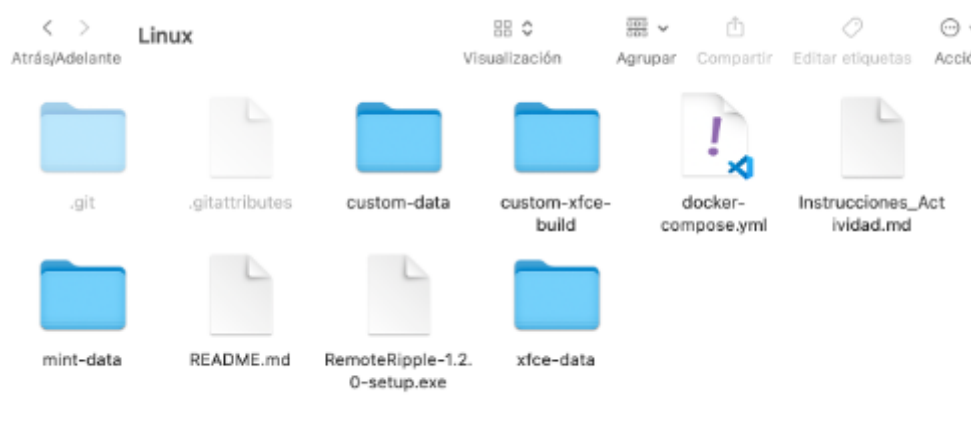 Linux
Atrás/Adelante
Visualización
Agrupar
Compartir
Editar etiquetas
.git
.gitattributes
custom-data
custom-xfce-
build
docker-
compose.yml
Instrucciones_Act
ividad.md
mint-data
README.md
RemoteRipple-1.2.
0-setup.exe
xfce-data